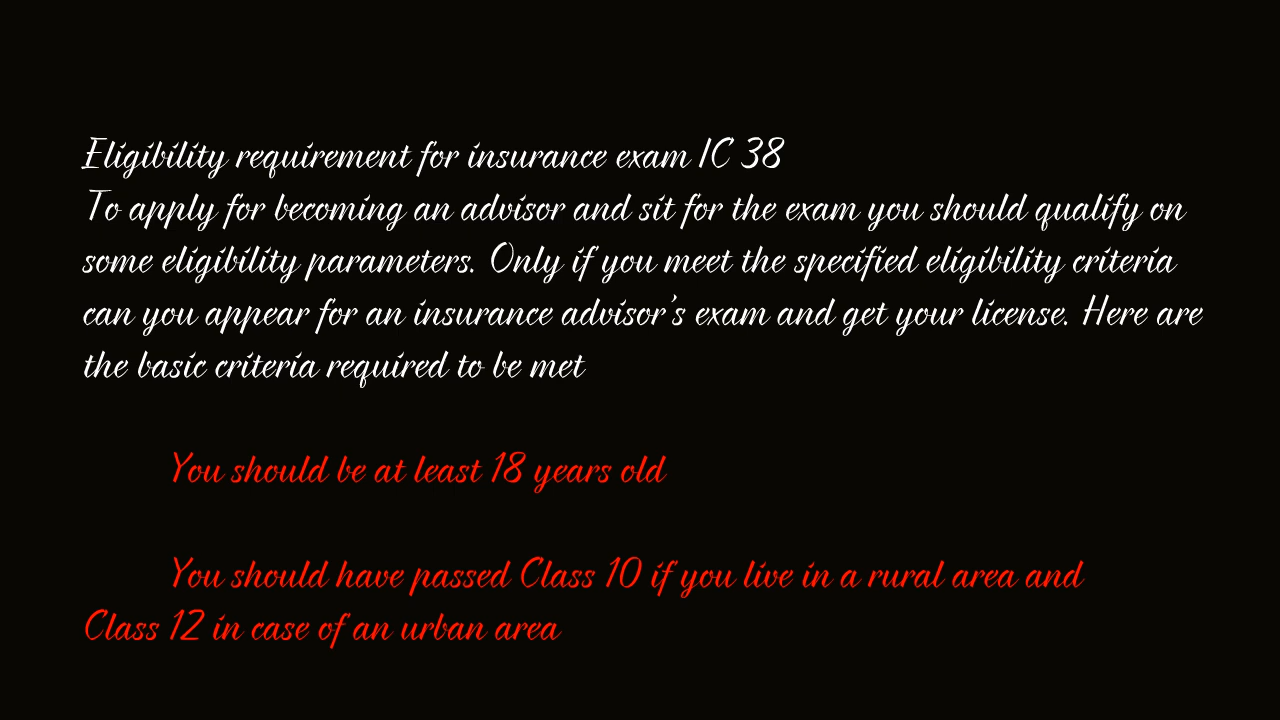 Eligibility requirement for insurance exam IC 38
To apply for becoming an advisor and sit for the exam you should qualify on
some eligibility parameters. Only if you meet the specified eligibility criteria
can you appear for an insurance advisor's exam and get your license. Here are
the basic criteria required to be met
You should be at least 18 years old
You should have passed Class 10 if you live in a rural area and
Class 12 in case of an urban area